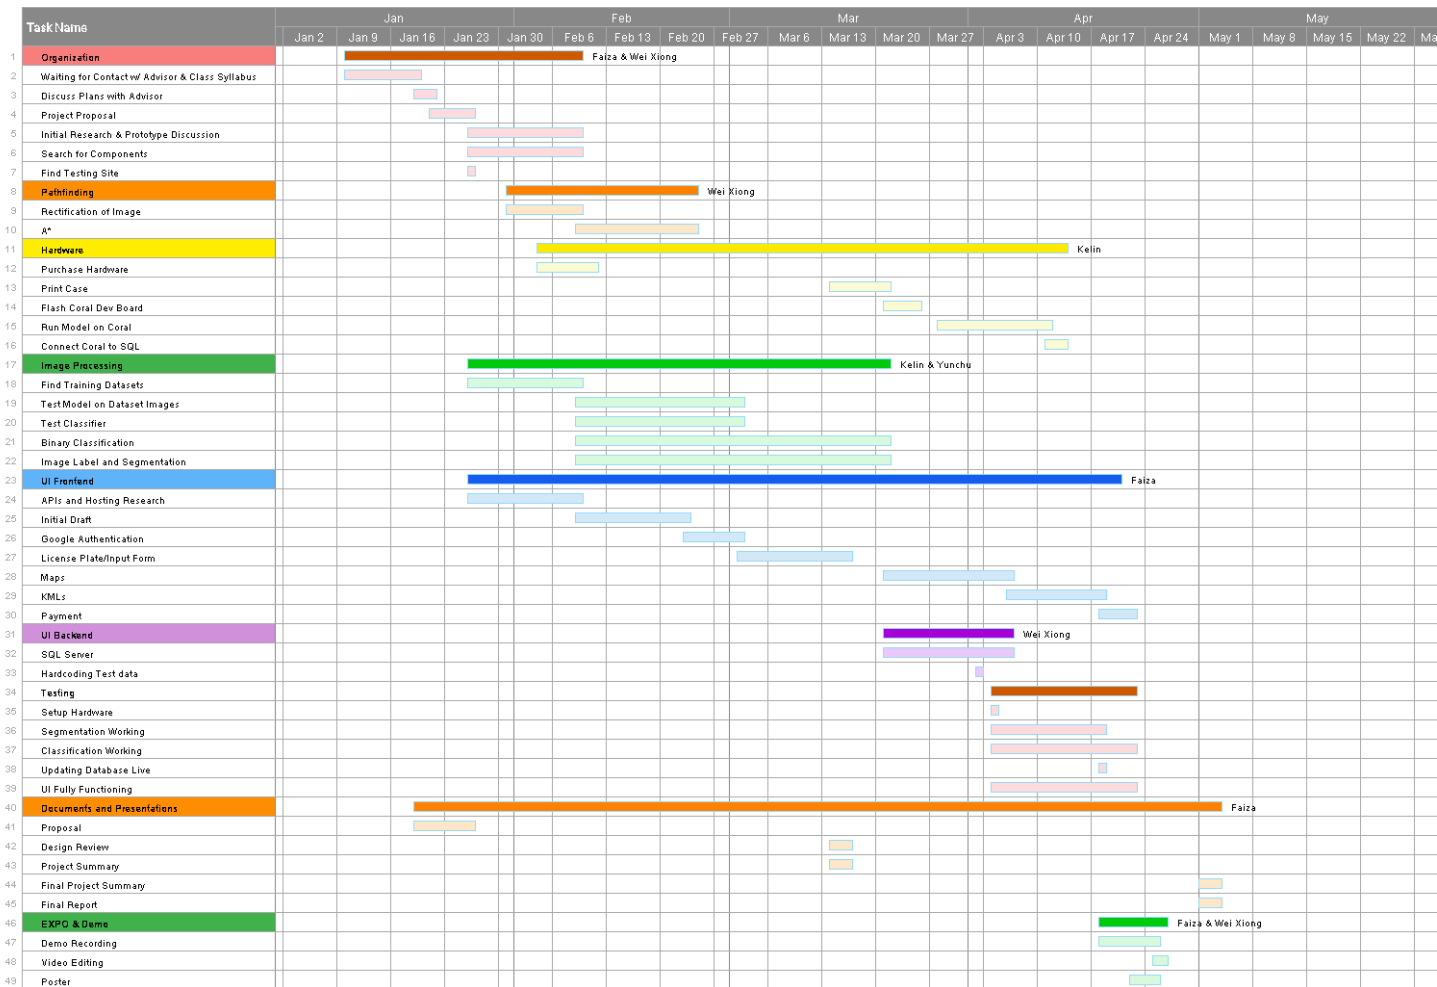 Task Name
Jan Feb Mar Apr May
Jan 2 Jan 9 Jan 16 Jan 23 Jan 30 Feb 6 Feb 13 Feb 20 Feb 27 Mar 6 Mar 13 Mar 20 Mar 27 Apr 3 Apr 10 Apr 17 Apr 24 May 1 May 8 May 15 May 22 Ma
1 Organization Faiza & Wei Xiong
2 Waiting for Contact w/ Advisor & Class Syllabus
3 Discuss Plans with Advisor
4 Project Proposal
5 Initial Research & Prototype Discussion
6 Search for Components
7 Find Testing Site
8 Pathfinding Wei Xiong
9 Rectification of Image
10 A*
11 Hardware Kelin
12 Purchase Hardware
13 Print Case
14 Flash Coral Dev Board
15 Run Model on Coral
16 Connect Coral to SQL
17 Image Processing Kelin & Yunchu
18 Find Training Datasets
19 Test Model on Dataset Images
20 Test Classifier
21 Binary Classification
22 Image Label and Segmentation
23 UI Frontend Faiza
24 APIs and Hosting Research
25 Initial Draft
26 Google Authentication
27 License Plate/Input Form
28 Maps
29 KMLs
30 Payment
31 UI Backend Wei Xiong
32 SQL Server
33 Hardcoding Test data
34 Testing
35 Setup Hardware
36 Segmentation Working
37 Classification Working
38 Updating Database Live
39 UI Fully Functioning
40 Documents and Presentations Faiza
41 Proposal
42 Design Review
43 Project Summary
44 Final Project Summary
45 Final Report
46 EXPO & Demo Faiza & Wei Xiong
47 Demo Recording
48 Video Editing
49 Poster